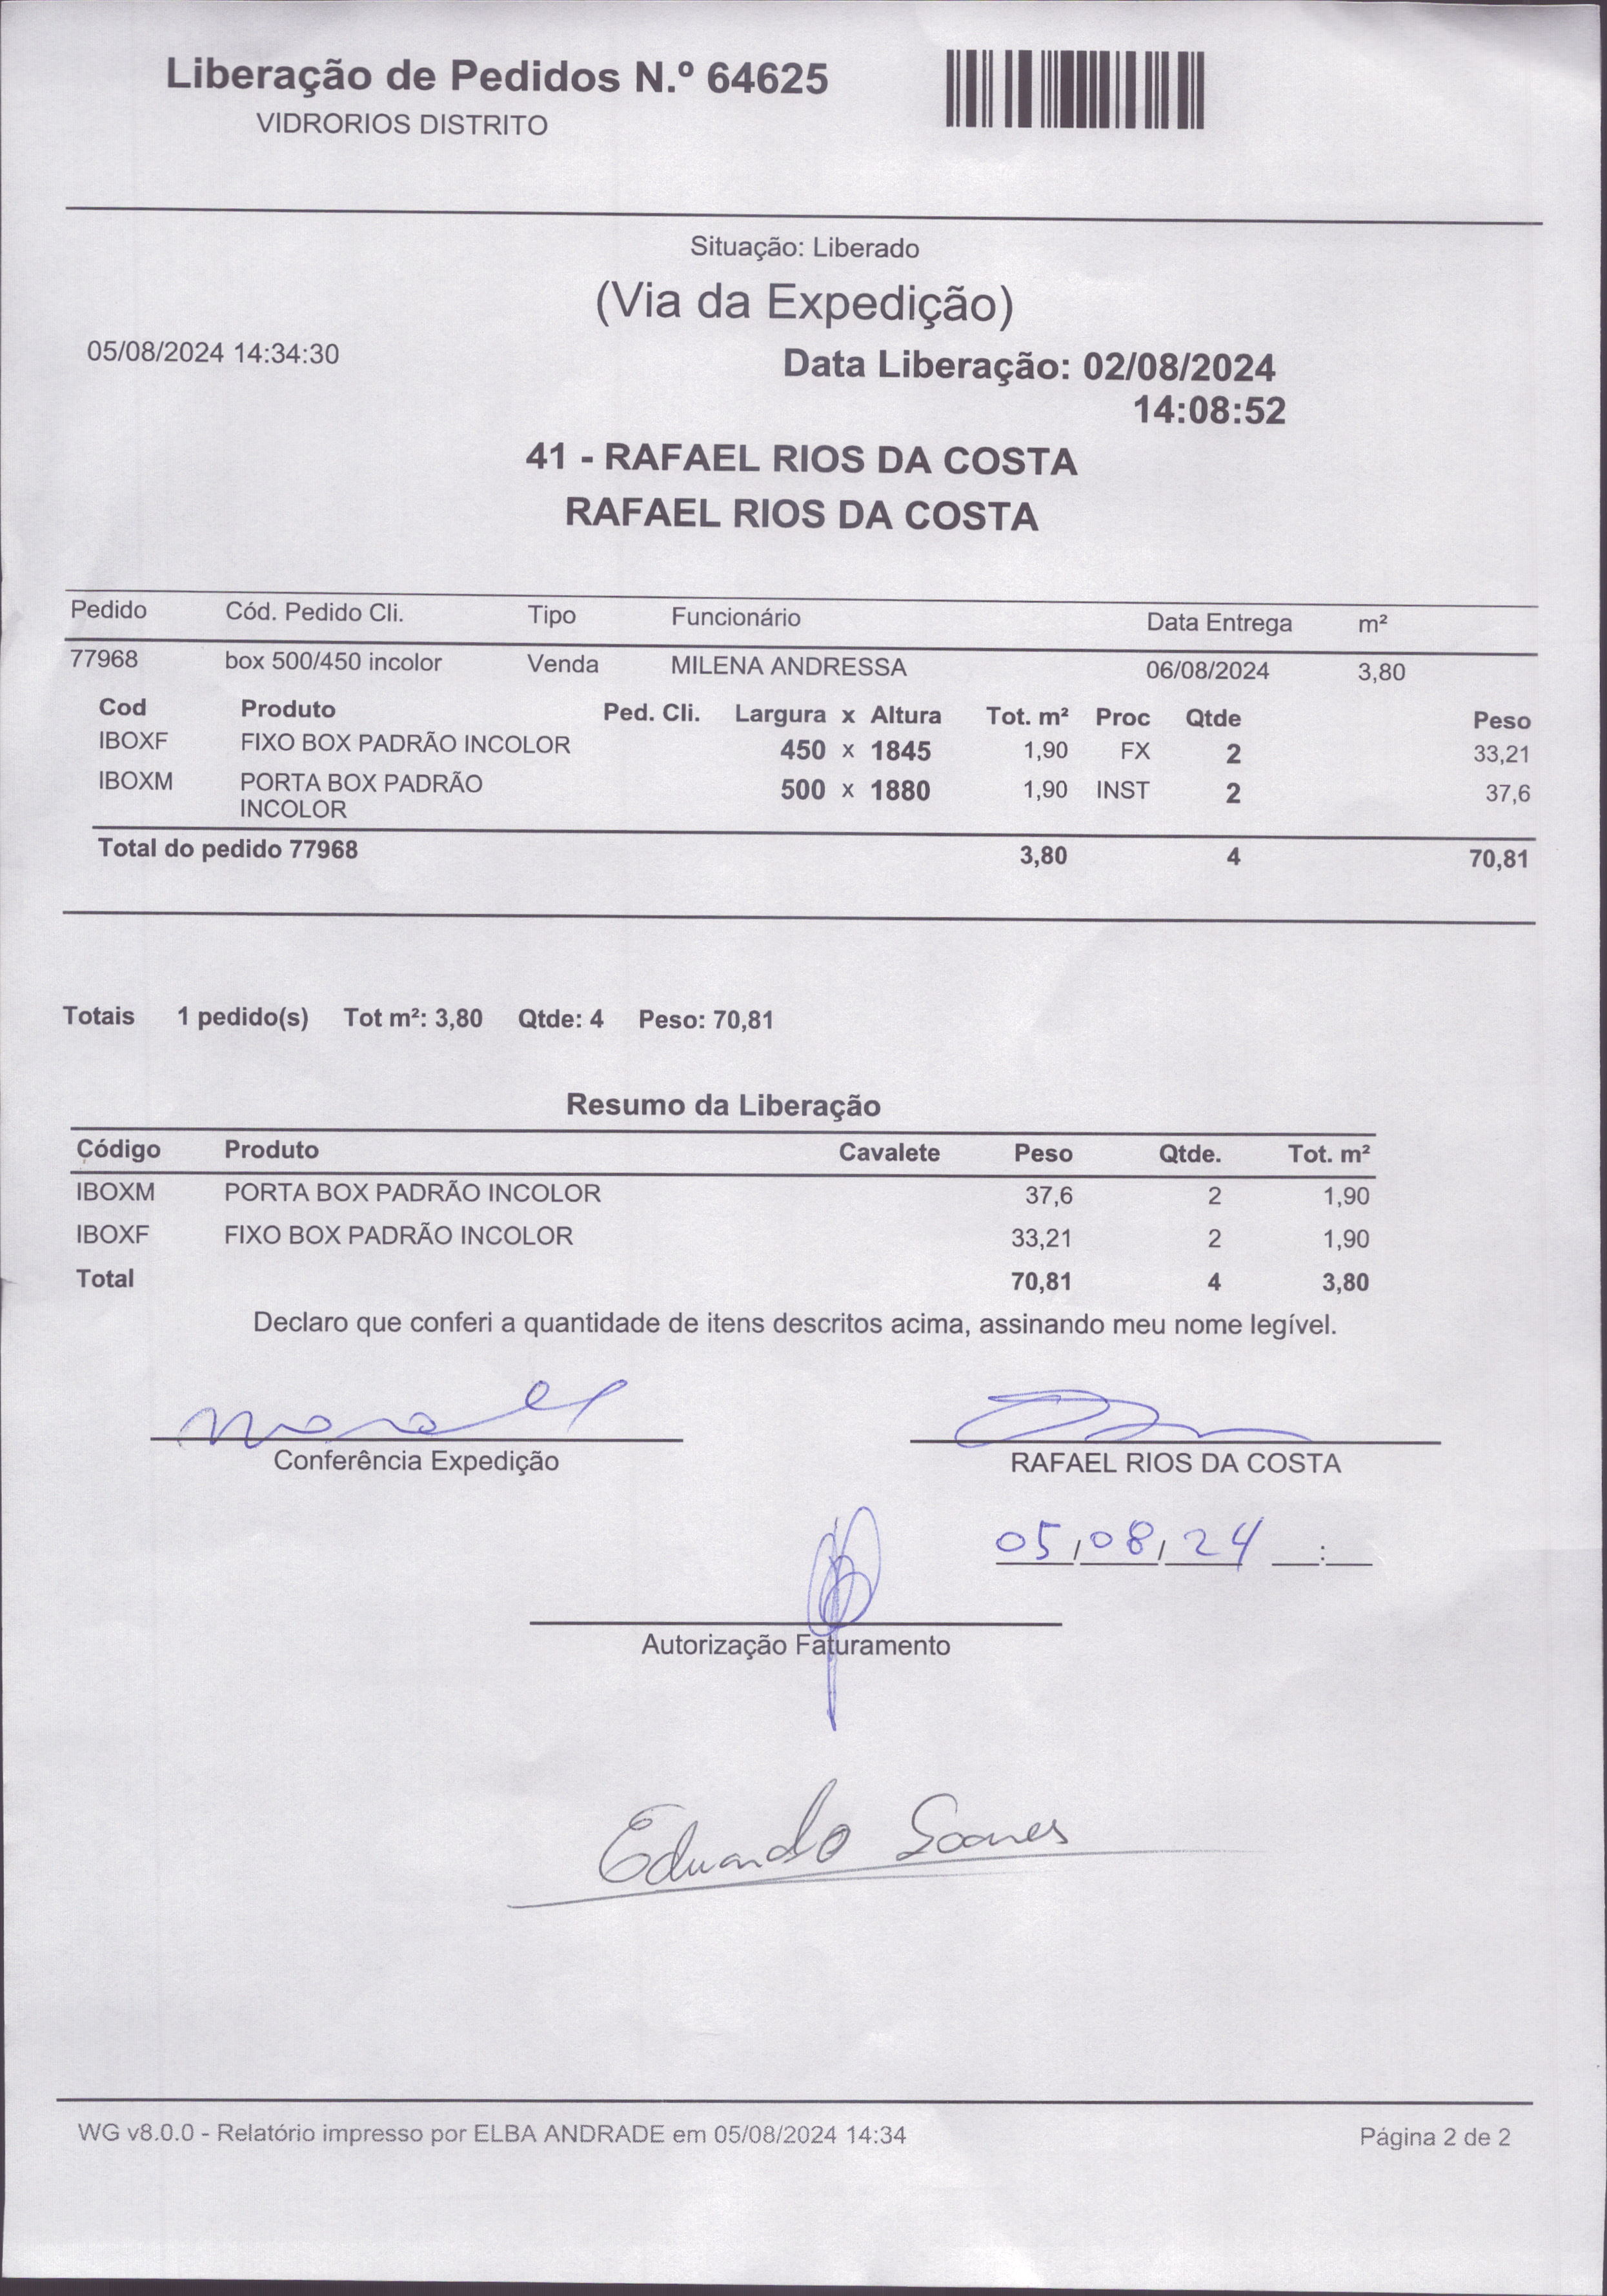 Liberação de Pedidos N.º 64625
VIDRORIOS DISTRITO
Situação: Liberado
(Via da Expedição)
05/08/2024 14:34:30
Data Liberação: 02/08/2024
14:08:52
41 - RAFAEL RIOS DA COSTA
RAFAEL RIOS DA COSTA
Pedido Cód. Pedido Cli. Tipo Funcionário Data Entrega m²
77968 box 500/450 incolor Venda MILENA ANDRESSA 06/08/2024 3,80
Cod Produto Ped. Cli. Largura x Altura Tot. m² Proc Qtde Peso
IBOXF FIXO BOX PADRÃO INCOLOR 450 x 1845 1,90 FX 2 33,21
IBOXM PORTA BOX PADRÃO 500 x 1880 1,90 INST 2 37,6
INCOLOR
Total do pedido 77968 3,80 4 70,81
Totais 1 pedido(s) Tot m²: 3,80 Qtde: 4 Peso: 70,81
Resumo da Liberação
Código Produto Cavalete Peso Qtde. Tot. m²
IBOXM PORTA BOX PADRÃO INCOLOR 37,6 2 1,90
IBOXF FIXO BOX PADRÃO INCOLOR 33,21 2 1,90
Total 70,81 4 3,80
Declaro que conferi a quantidade de itens descritos acima, assinando meu nome legível.
Conferência Expedição RAFAEL RIOS DA COSTA
05/08/24 __:__
Autorização Faturamento
Eduardo Soares
WG v8.0.0 - Relatório impresso por ELBA ANDRADE em 05/08/2024 14:34 Página 2 de 2